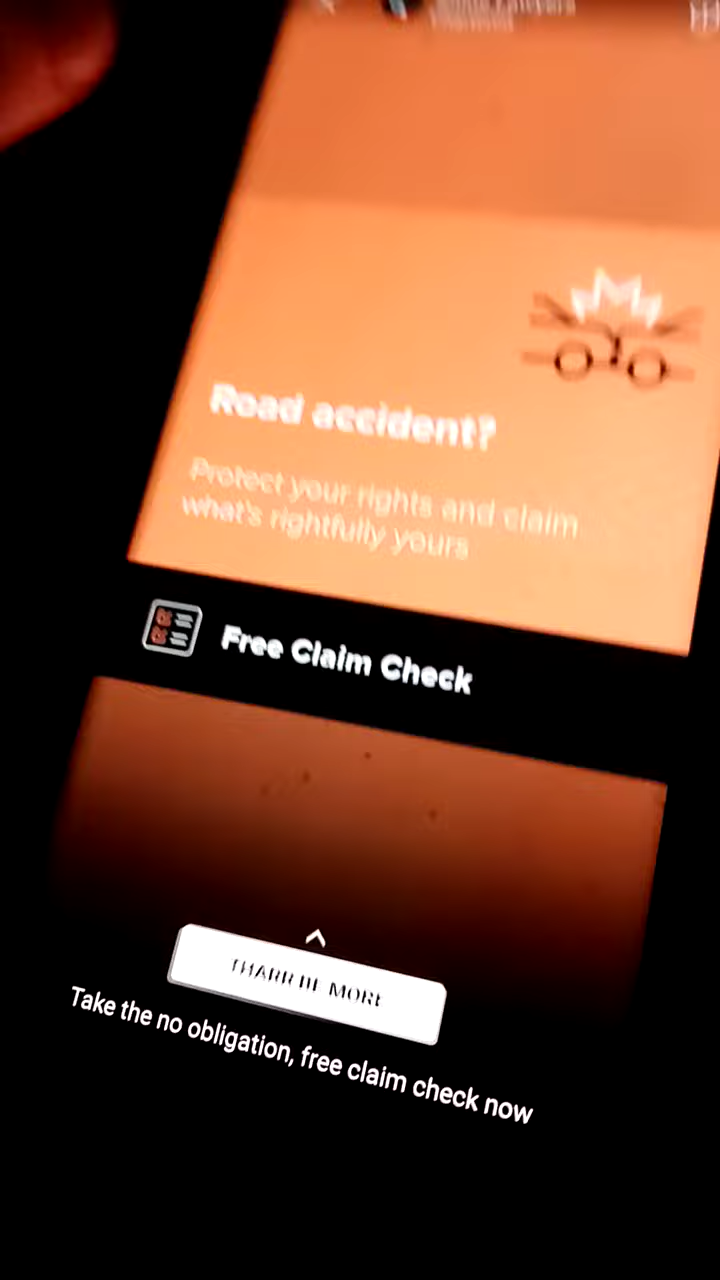 Road accident?
Protect your rights and claim
what's rightfully yours
Free Claim Check
MORE
Take the no obligation, free claim check now